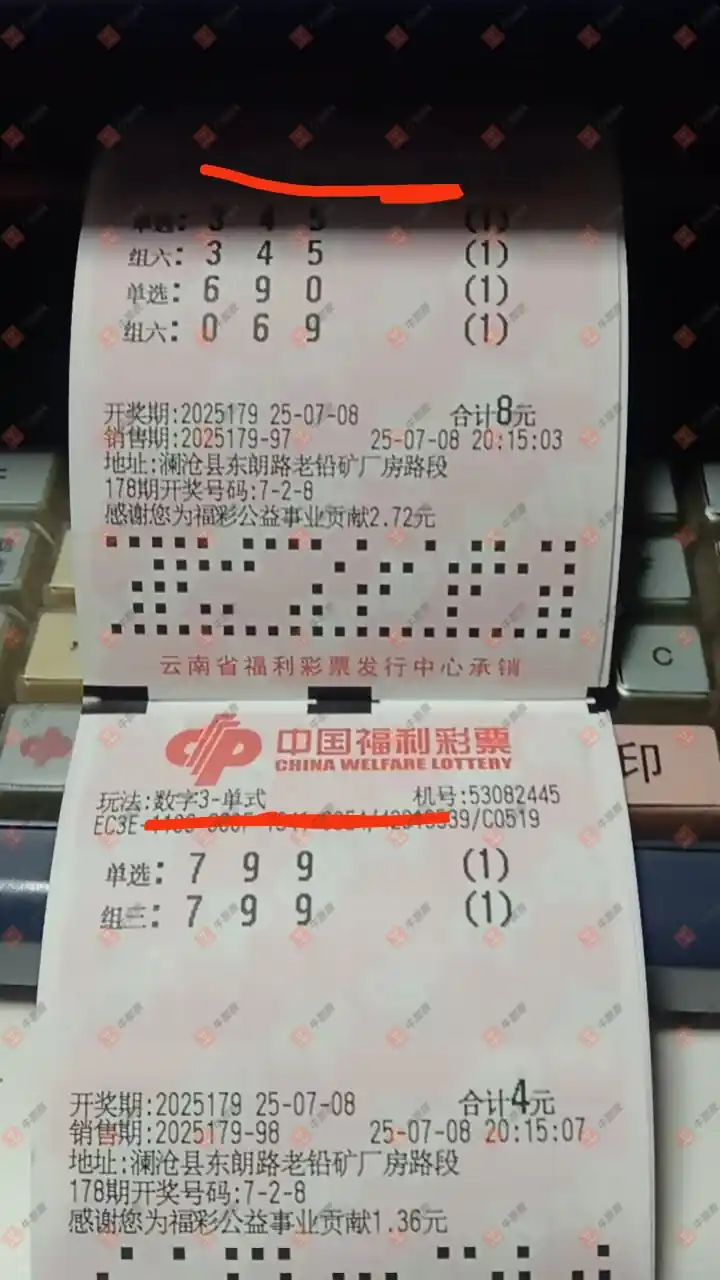 单选: 3 4 5 (1)
组六: 3 4 5 (1)
单选: 6 9 0 (1)
组六: 0 6 9 (1)
开奖期:2025179 25-07-08 合计8元
销售期:2025179-97 25-07-08 20:15:03
地址:澜沧县东朗路老铅矿厂房路段
178期开奖号码:7-2-8
感谢您为福彩公益事业贡献2.72元
云南省福利彩票发行中心承销
中国福利彩票
CHINA WELFARE LOTTERY
玩法:数字3-单式 机号:53082445
EC3E- 39/C0519
单选: 7 9 9 (1)
组三: 7 9 9 (1)
开奖期:2025179 25-07-08 合计4元
销售期:2025179-98 25-07-08 20:15:07
地址:澜沧县东朗路老铅矿厂房路段
178期开奖号码:7-2-8
感谢您为福彩公益事业贡献1.36元
C
印